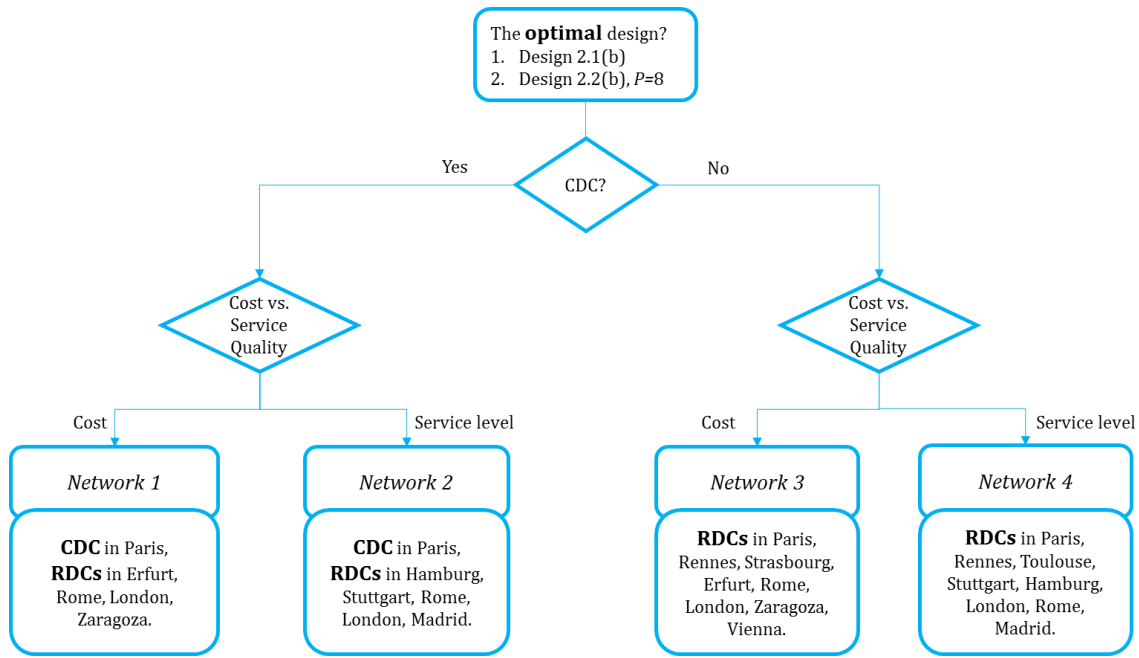 The optimal design?
1. Design 2.1(b)
2. Design 2.2(b), P=8
Yes
CDC?
No
Cost vs.
Service
Quality
Cost vs.
Service
Quality
Cost
Service level
Cost
Service level
Network 1
Network 2
Network 3
Network 4
CDC in Paris,
RDCs in Erfurt,
Rome, London,
Zaragoza.
CDC in Paris,
RDCs in Hamburg,
Stuttgart, Rome,
London, Madrid.
RDCs in Paris,
Rennes, Strasbourg,
Erfurt, Rome,
London, Zaragoza,
Vienna.
RDCs in Paris,
Rennes, Toulouse,
Stuttgart, Hamburg,
London, Rome,
Madrid.